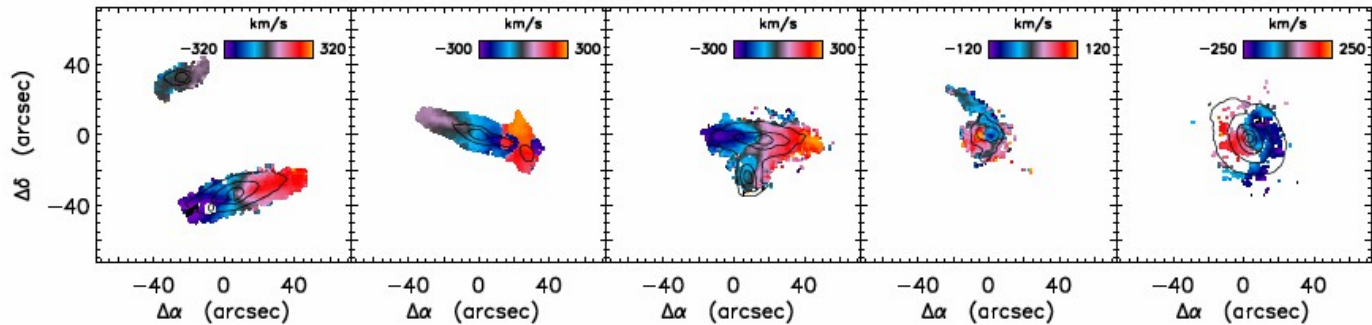 km/s km/s km/s km/s km/s
−320 320 −300 300 −300 300 −120 120 −250 250
40
0
−40
Δδ (arcsec)
−40 0 40 −40 0 40 −40 0 40 −40 0 40 −40 0 40
Δα (arcsec) Δα (arcsec) Δα (arcsec) Δα (arcsec) Δα (arcsec)